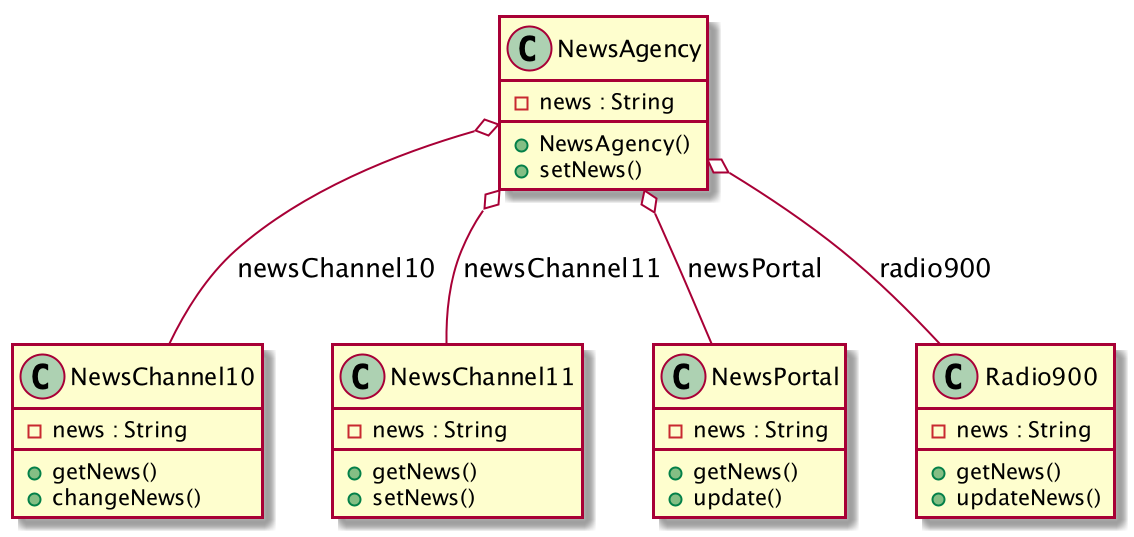 C NewsAgency
news : String
NewsAgency()
setNews()
newsChannel10
newsChannel11
newsPortal
radio900
C NewsChannel10
news : String
getNews()
changeNews()
C NewsChannel11
news : String
getNews()
setNews()
C NewsPortal
news : String
getNews()
update()
C Radio900
news : String
getNews()
updateNews()